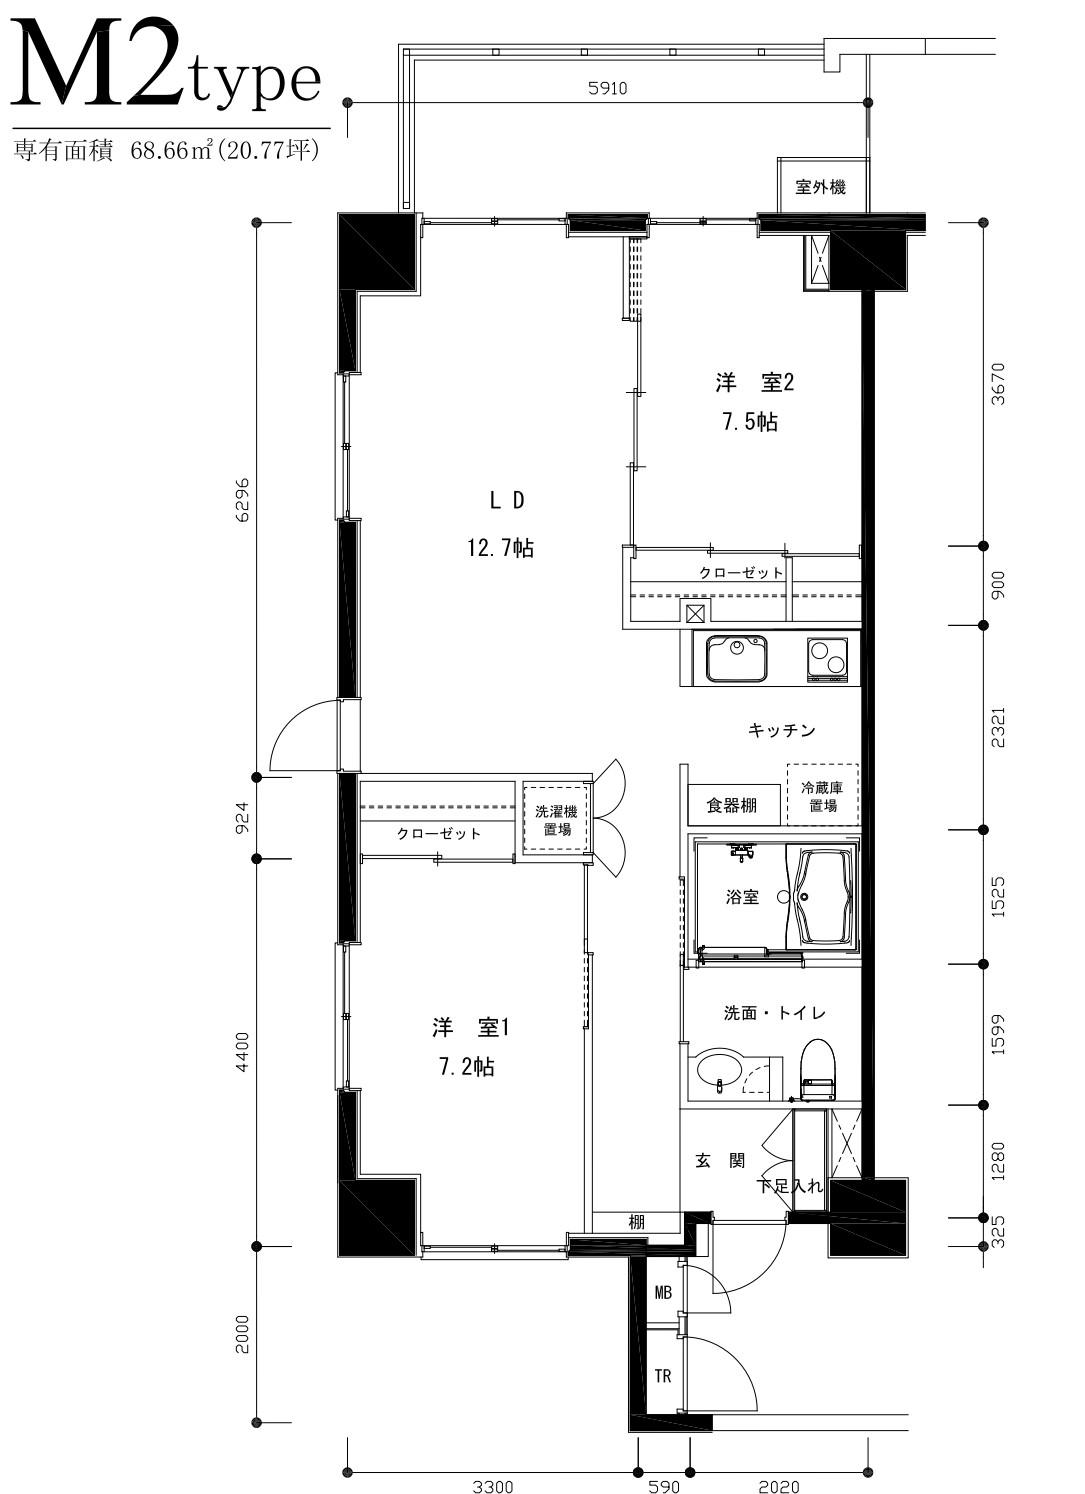 M2type
専有面積 68.66㎡(20.77坪)
5910
室外機
洋 室2
7.5帖
3670
6296
LD
12.7帖
クローゼット
900
キッチン
2321
食器棚
冷蔵庫
置場
洗濯機
置場
924
クローゼット
浴室
1525
洗面・トイレ
1599
洋 室1
7.2帖
4400
玄 関
下足入れ
1280
棚
325
MB
2000
TR
3300
590
2020